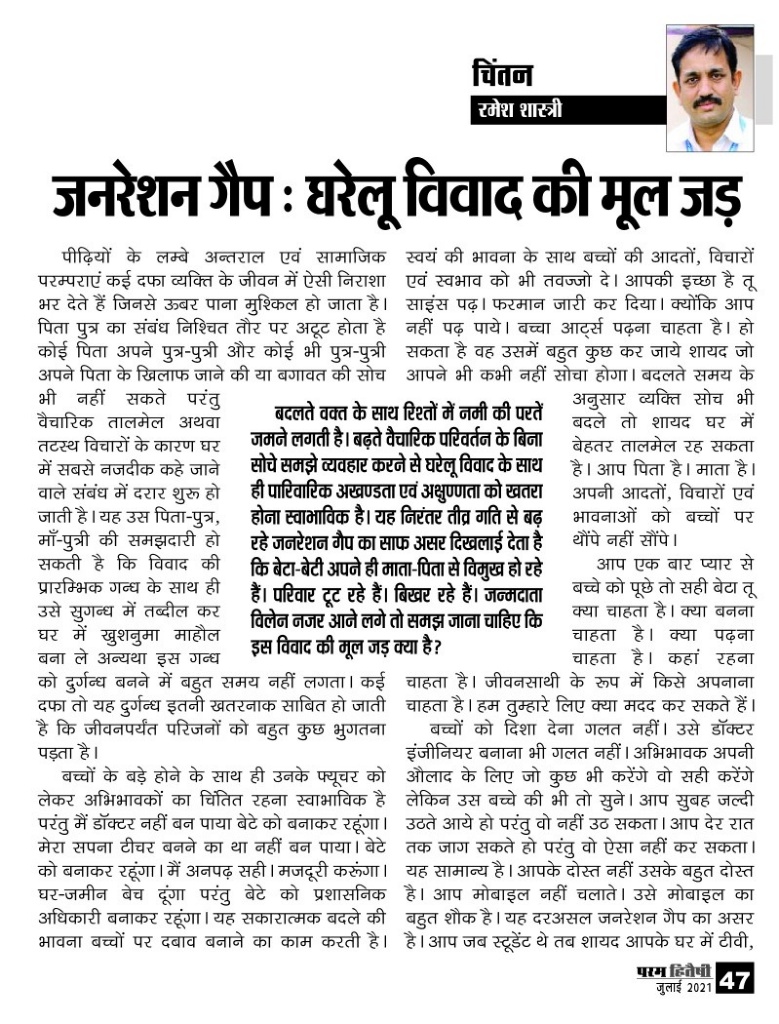 चिंतन
रमेश शास्त्री
जनरेशन गैप : घरेलू विवाद की मूल जड़
पीढ़ियों के लम्बे अन्तराल एवं सामाजिक
परम्पराएं कई दफा व्यक्ति के जीवन में ऐसी निराशा
भर देते हैं जिनसे ऊबर पाना मुश्किल हो जाता है।
पिता पुत्र का संबंध निश्चित तौर पर अटूट होता है
कोई पिता अपने पुत्र-पुत्री और कोई भी पुत्र-पुत्री
अपने पिता के खिलाफ जाने की या बगावत की सोच
भी नहीं सकते परंतु
वैचारिक तालमेल अथवा
तटस्थ विचारों के कारण घर
में सबसे नजदीक कहे जाने
वाले संबंध में दरार शुरू हो
जाती है। यह उस पिता-पुत्र,
माँ-पुत्री की समझदारी हो
सकती है कि विवाद की
प्रारम्भिक गन्ध के साथ ही
उसे सुगन्ध में तब्दील कर
घर में खुशनुमा माहौल
बना ले अन्यथा इस गन्ध
को दुर्गन्ध बनने में बहुत समय नहीं लगता। कई
दफा तो यह दुर्गन्ध इतनी खतरनाक साबित हो जाती
है कि जीवनपर्यंत परिजनों को बहुत कुछ भुगतना
पड़ता है।
बच्चों के बड़े होने के साथ ही उनके फ्यूचर को
लेकर अभिभावकों का चिंतित रहना स्वाभाविक है
परंतु मैं डॉक्टर नहीं बन पाया बेटे को बनाकर रहूंगा।
मेरा सपना टीचर बनने का था नहीं बन पाया। बेटे
को बनाकर रहूंगा। मैं अनपढ़ सही। मजदूरी करूंगा।
घर-जमीन बेच दूंगा परंतु बेटे को प्रशासनिक
अधिकारी बनाकर रहूंगा। यह सकारात्मक बदले की
भावना बच्चों पर दबाव बनाने का काम करती है।
बदलते वक्त के साथ रिश्तों में नमी की परतें
जमने लगती है। बढ़ते वैचारिक परिवर्तन के बिना
सोचे समझे व्यवहार करने से घरेलू विवाद के साथ
ही पारिवारिक अखण्डता एवं अक्षुण्णता को खतरा
होना स्वाभाविक है। यह निरंतर तीव्र गति से बढ़
रहे जनरेशन गैप का साफ असर दिखलाई देता है
कि बेटा-बेटी अपने ही माता-पिता से विमुख हो रहे
हैं। परिवार टूट रहे हैं। बिखर रहे हैं। जन्मदाता
विलेन नजर आने लगे तो समझ जाना चाहिए कि
इस विवाद की मूल जड़ क्या है?
स्वयं की भावना के साथ बच्चों की आदतों, विचारों
एवं स्वभाव को भी तवज्जो दे। आपकी इच्छा है तू
साइंस पढ़। फरमान जारी कर दिया। क्योंकि आप
नहीं पढ़ पाये। बच्चा आर्ट्स पढ़ना चाहता है। हो
सकता है वह उसमें बहुत कुछ कर जाये शायद जो
आपने भी कभी नहीं सोचा होगा। बदलते समय के
अनुसार व्यक्ति सोच भी
बदले तो शायद घर में
बेहतर तालमेल रह सकता
है। आप पिता है। माता है।
अपनी आदतों, विचारों एवं
भावनाओं को बच्चों पर
थौंपे नहीं सौंपे।
आप एक बार प्यार से
बच्चे को पूछे तो सही बेटा तू
क्या चाहता है। क्या बनना
चाहता है। क्या पढ़ना
चाहता है। कहां रहना
चाहता है। जीवनसाथी के रूप में किसे अपनाना
चाहता है। हम तुम्हारे लिए क्या मदद कर सकते हैं।
बच्चों को दिशा देना गलत नहीं। उसे डॉक्टर
इंजीनियर बनाना भी गलत नहीं। अभिभावक अपनी
औलाद के लिए जो कुछ भी करेंगे वो सही करेंगे
लेकिन उस बच्चे की भी तो सुने। आप सुबह जल्दी
उठते आये हो परंतु वो नहीं उठ सकता। आप देर रात
तक जाग सकते हो परंतु वो ऐसा नहीं कर सकता।
यह सामान्य है। आपके दोस्त नहीं उसके बहुत दोस्त
है। आप मोबाइल नहीं चलाते। उसे मोबाइल का
बहुत शौक है। यह दरअसल जनरेशन गैप का असर
है। आप जब स्टूडेंट थे तब शायद आपके घर में टीवी,
परम हितैषी
जुलाई 2021
47